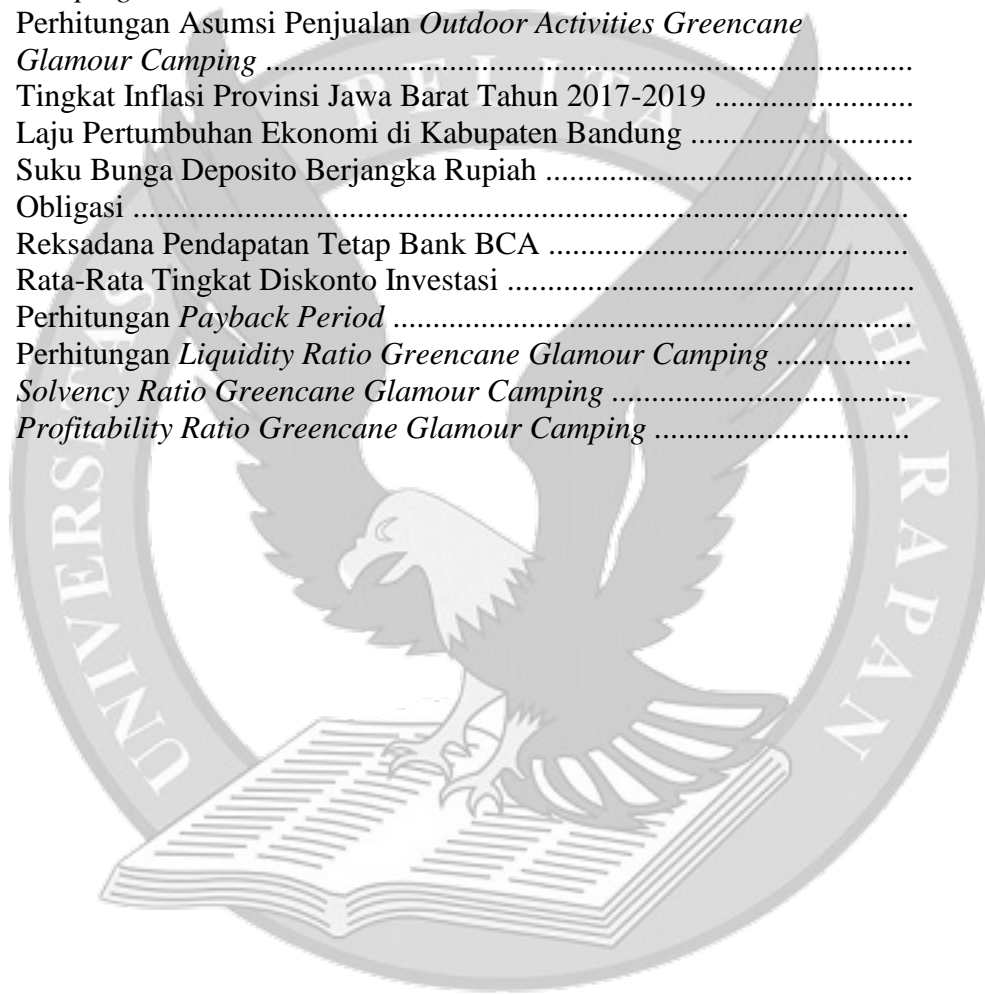 Perhitungan Asumsi Penjualan Outdoor Activities Greencane
Glamour Camping ......................................................................
Tingkat Inflasi Provinsi Jawa Barat Tahun 2017-2019 ........................
Laju Pertumbuhan Ekonomi di Kabupaten Bandung ...........................
Suku Bunga Deposito Berjangka Rupiah ............................................
Obligasi ..............................................................................................
Reksadana Pendapatan Tetap Bank BCA ...........................................
Rata-Rata Tingkat Diskonto Investasi .................................................
Perhitungan Payback Period ...............................................................
Perhitungan Liquidity Ratio Greencane Glamour Camping ................
Solvency Ratio Greencane Glamour Camping ...................................
Profitability Ratio Greencane Glamour Camping ...............................
UNIVERSITAS PELITA HARAPAN